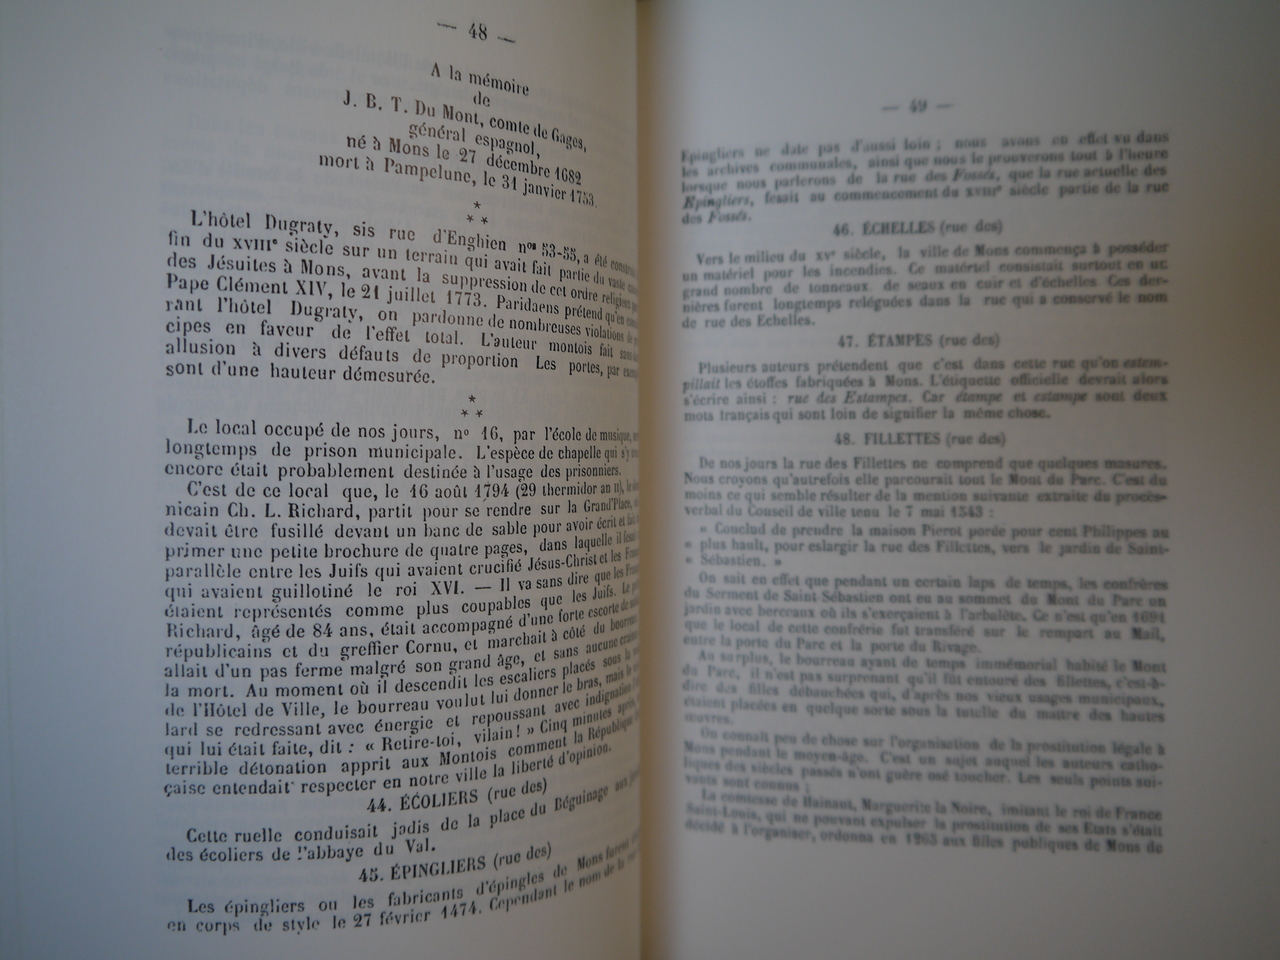 — 48 —
A la mémoire
de
J. B. T. Du Mont, comte de Gages,
général espagnol,
né à Mons le 27 décembre 1682
mort à Pampelune, le 31 janvier 1753.
*
* *
L'hôtel Dugraty, sis rue d'Enghien nos 53-55, a été
fin du XVIIIe siècle sur un terrain qui avait fait partie du vaste
des Jésuites à Mons, avant la suppression de cet ordre religieux
Pape Clément XIV, le 21 juillet 1773. Paridaens prétend qu'en
rant l'hôtel Dugraty, on pardonne de nombreuses violations de
cipes en faveur de l'effet total. L'auteur montois fait sans
allusion à divers défauts de proportion Les portes, par
sont d'une hauteur démesurée.
*
* *
Le local occupé de nos jours, no 16, par l'école de musique,
longtemps de prison municipale. L'espèce de chapelle qui s'y
encore était probablement destinée à l'usage des prisonniers.
C'est de ce local que, le 16 août 1794 (29 thermidor an II), le
nicain Ch. L. Richard, partit pour se rendre sur la Grand'Place,
devait être fusillé devant un banc de sable pour avoir écrit et
primer une petite brochure de quatre pages, dans laquelle il
parallèle entre les Juifs qui avaient crucifié Jésus-Christ et les
qui avaient guillotiné le roi XVI. — Il va sans dire que les
étaient représentés comme plus coupables que les Juifs. Le
Richard, âgé de 84 ans, était accompagné d'une forte escorte de
républicains et du greffier Cornu, et marchait à côté du bourreau
allait d'un pas ferme malgré son grand âge, et sans aucune
la mort. Au moment où il descendit les escaliers placés sous la
de l'Hôtel de Ville, le bourreau voulut lui donner le bras, mais le
lard se redressant avec énergie et repoussant avec indignation
qui lui était faite, dit : « Retire-toi, vilain ! » Cinq minutes après,
terrible détonation apprit aux Montois comment la République
çaise entendait respecter en notre ville la liberté d'opinion.
44. ÉCOLIERS (rue des)
Cette ruelle conduisait jadis de la place du Béguinage aux
des écoliers de l'abbaye du Val.
45. ÉPINGLIERS (rue des)
Les épingliers ou les fabricants d'épingles de Mons furent
en corps de style le 27 février 1474. Cependant le nom de la
— 49 —
Epingliers ne date pas d'aussi loin ; nous avons en effet vu dans
les archives communales, ainsi que nous le prouverons tout à l'heure
lorsque nous parlerons de la rue des Fossés, que la rue actuelle des
Epingliers, fesait au commencement du XVIIIe siècle partie de la rue
des Fossés.
46. ÉCHELLES (rue des)
Vers le milieu du XVe siècle, la ville de Mons commença à posséder
un matériel pour les incendies. Ce matériel consistait surtout en un
grand nombre de tonneaux, de seaux en cuir et d'échelles Ces der-
nières furent longtemps reléguées dans la rue qui a conservé le nom
de rue des Echelles.
47. ÉTAMPES (rue des)
Plusieurs auteurs prétendent que c'est dans cette rue qu'on estem-
pillait les étoffes fabriquées à Mons. L'étiquette officielle devrait alors
s'écrire ainsi : rue des Estampes. Car étampe et estampe sont deux
mots français qui sont loin de signifier la même chose.
48. FILLETTES (rue des)
De nos jours la rue des Fillettes ne comprend que quelques masures.
Nous croyons qu'autrefois elle parcourait tout le Mont du Parc. C'est du
moins ce qui semble résulter de la mention suivante extraite du procès-
verbal du Conseil de ville tenu le 7 mai 1543 :
« Conclud de prendre la maison Pierot porée pour cent Philippes au
« plus hault, pour eslargir la rue des Fillettes, vers le jardin de Saint-
« Sébastien. »
On sait en effet que pendant un certain laps de temps, les confrères
du Serment de Saint-Sébastien ont eu au sommet du Mont du Parc un
jardin avec berceaux où ils s'exerçaient à l'arbalète. Ce n'est qu'en 1694
que le local de cette confrérie fut transféré sur le rempart au Mail,
entre la porte du Parc et la porte du Rivage.
Au surplus, le bourreau ayant de temps immémorial habité le Mont
du Parc, il n'est pas surprenant qu'il fût entouré des fillettes, c'est-à-
dire des filles débauchées qui, d'après nos vieux usages municipaux,
étaient placées en quelque sorte sous la tutelle du maître des hautes
œuvres.
On connaît peu de chose sur l'organisation de la prostitution légale à
Mons pendant le moyen-âge. C'est un sujet auquel les auteurs catho-
liques des siècles passés n'ont guère osé toucher. Les seuls points sui-
vants sont connus :
La comtesse de Hainaut, Marguerite la Noire, imitant le roi de France
Saint-Louis, qui ne pouvant expulser la prostitution de ses Etats s'était
décidé à l'organiser, ordonna en 1265 aux filles publiques de Mons de